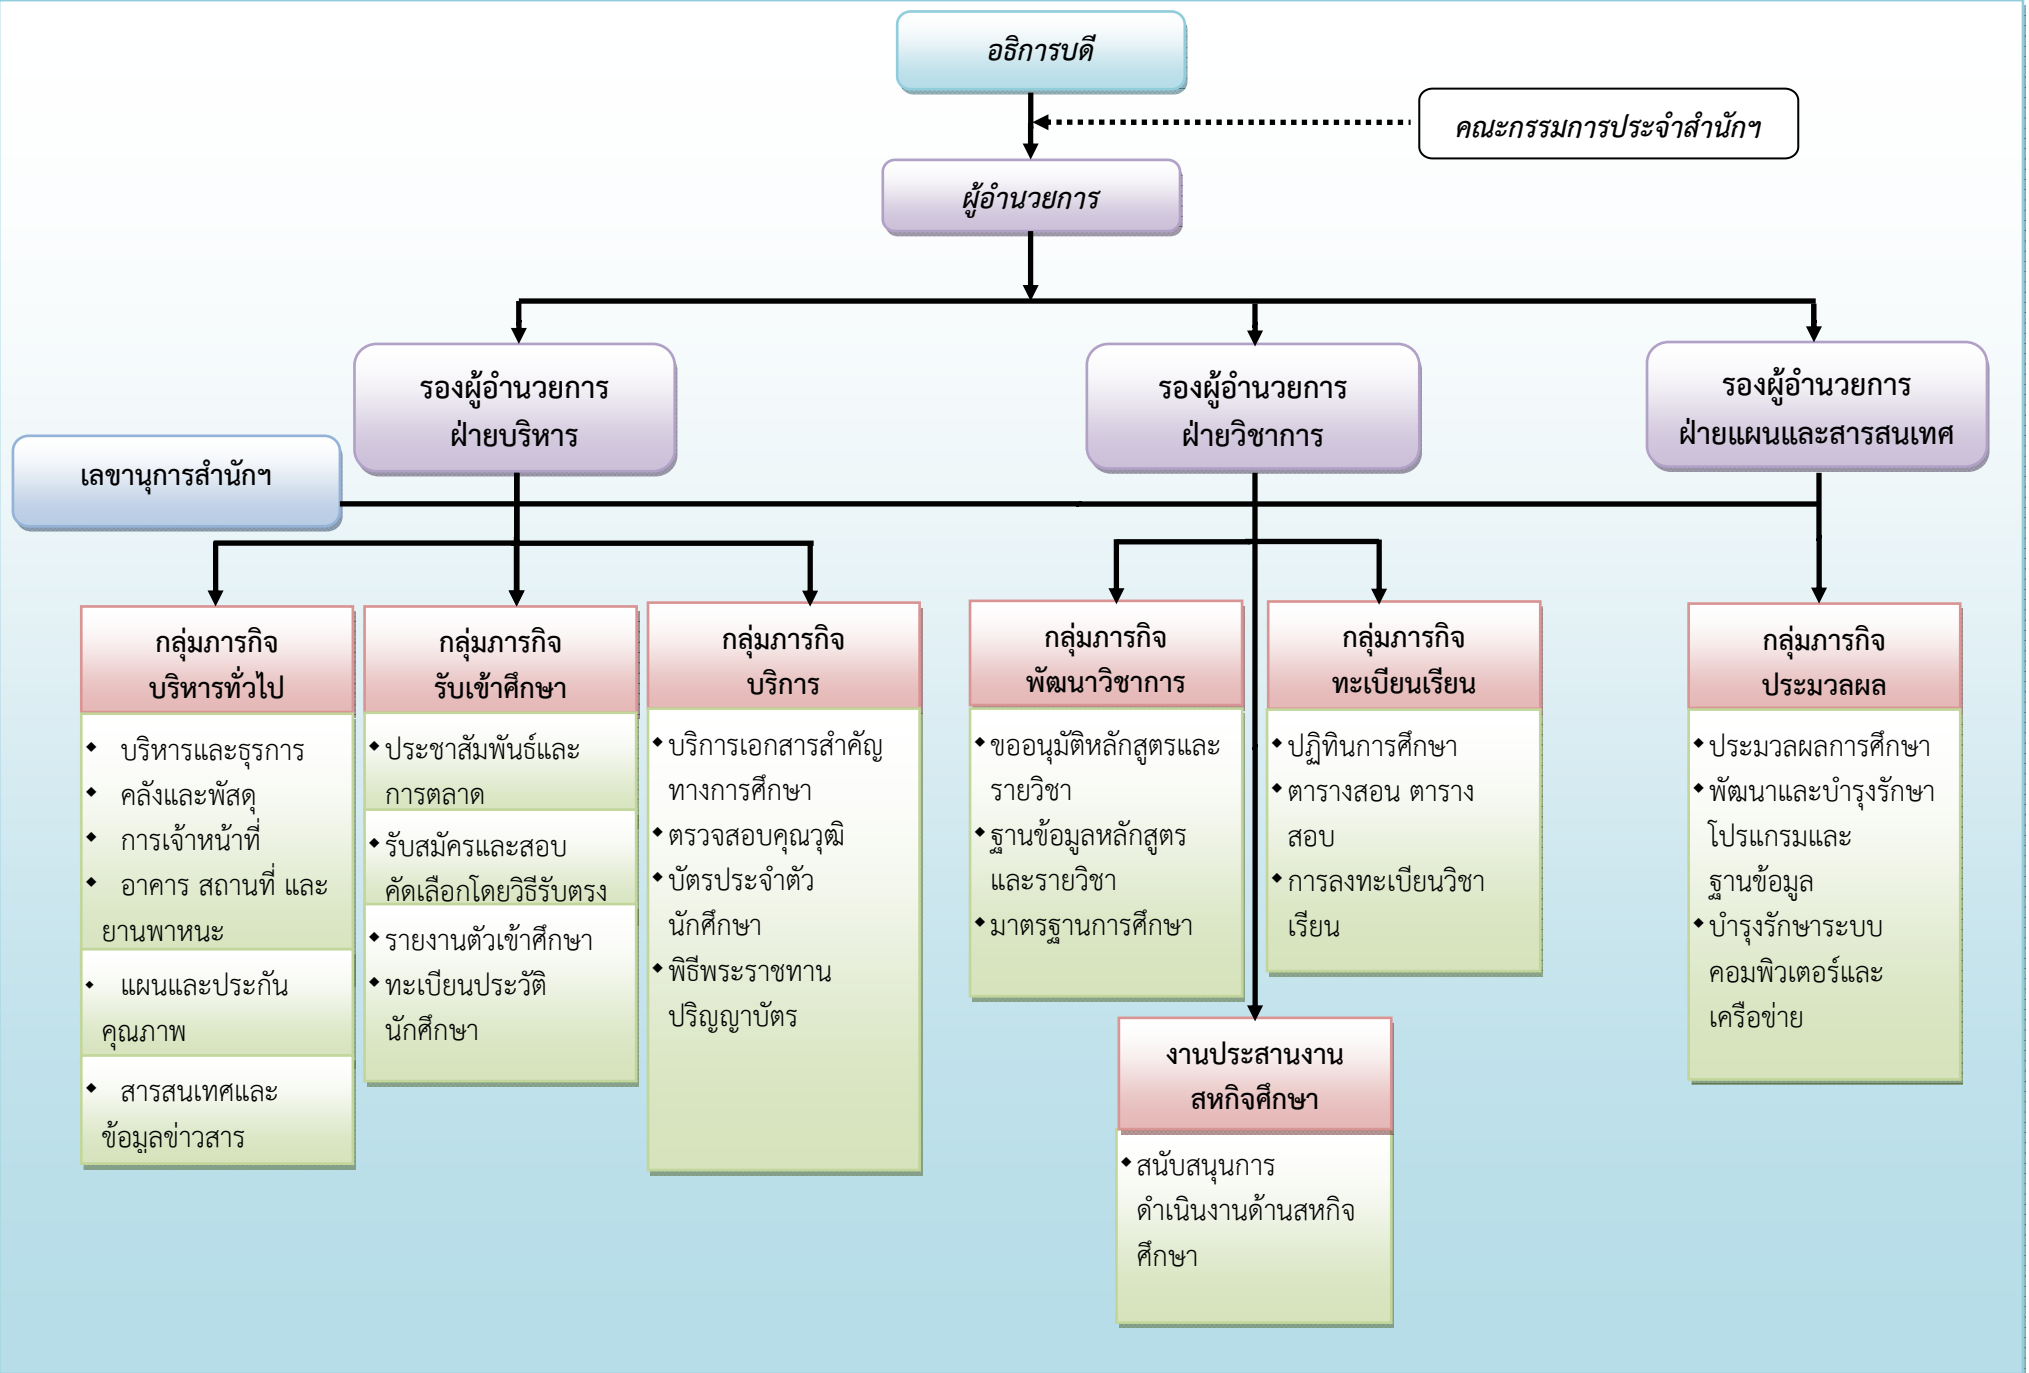 อธิการบดี
คณะกรรมการประจำสำนักฯ
ผู้อำนวยการ
รองผู้อำนวยการ
ฝ่ายบริหาร
รองผู้อำนวยการ
ฝ่ายวิชาการ
รองผู้อำนวยการ
ฝ่ายแผนและสารสนเทศ
เลขานุการสำนักฯ
กลุ่มภารกิจ
บริหารทั่วไป
◆ บริหารและธุรการ
◆ คลังและพัสดุ
◆ การเจ้าหน้าที่
◆ อาคาร สถานที่ และ
ยานพาหนะ
◆ แผนและประกัน
คุณภาพ
◆ สารสนเทศและ
ข้อมูลข่าวสาร
กลุ่มภารกิจ
รับเข้าศึกษา
◆ ประชาสัมพันธ์และ
การตลาด
◆ รับสมัครและสอบ
คัดเลือกโดยวิธีรับตรง
◆ รายงานตัวเข้าศึกษา
◆ ทะเบียนประวัติ
นักศึกษา
กลุ่มภารกิจ
บริการ
◆ บริการเอกสารสำคัญ
ทางการศึกษา
◆ ตรวจสอบคุณวุฒิ
◆ บัตรประจำตัว
นักศึกษา
◆ พิธีพระราชทาน
ปริญญาบัตร
กลุ่มภารกิจ
พัฒนาวิชาการ
◆ ขออนุมัติหลักสูตรและ
รายวิชา
◆ ฐานข้อมูลหลักสูตร
และรายวิชา
◆ มาตรฐานการศึกษา
กลุ่มภารกิจ
ทะเบียนเรียน
◆ ปฏิทินการศึกษา
◆ ตารางสอน ตาราง
สอบ
◆ การลงทะเบียนวิชา
เรียน
งานประสานงาน
สหกิจศึกษา
◆ สนับสนุนการ
ดำเนินงานด้านสหกิจ
ศึกษา
กลุ่มภารกิจ
ประมวลผล
◆ ประมวลผลการศึกษา
◆ พัฒนาและบำรุงรักษา
โปรแกรมและ
ฐานข้อมูล
◆ บำรุงรักษาระบบ
คอมพิวเตอร์และ
เครือข่าย